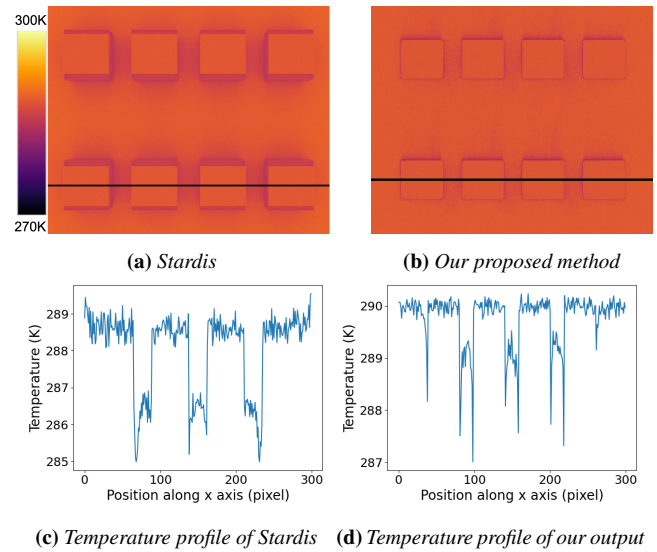 300K
270K
(a) Stardis
(b) Our proposed method
289
288
287
286
285
Temperature (K)
0
100
200
300
Position along x axis (pixel)
290
289
288
287
Temperature (K)
0
100
200
300
Position along x axis (pixel)
(c) Temperature profile of Stardis
(d) Temperature profile of our output